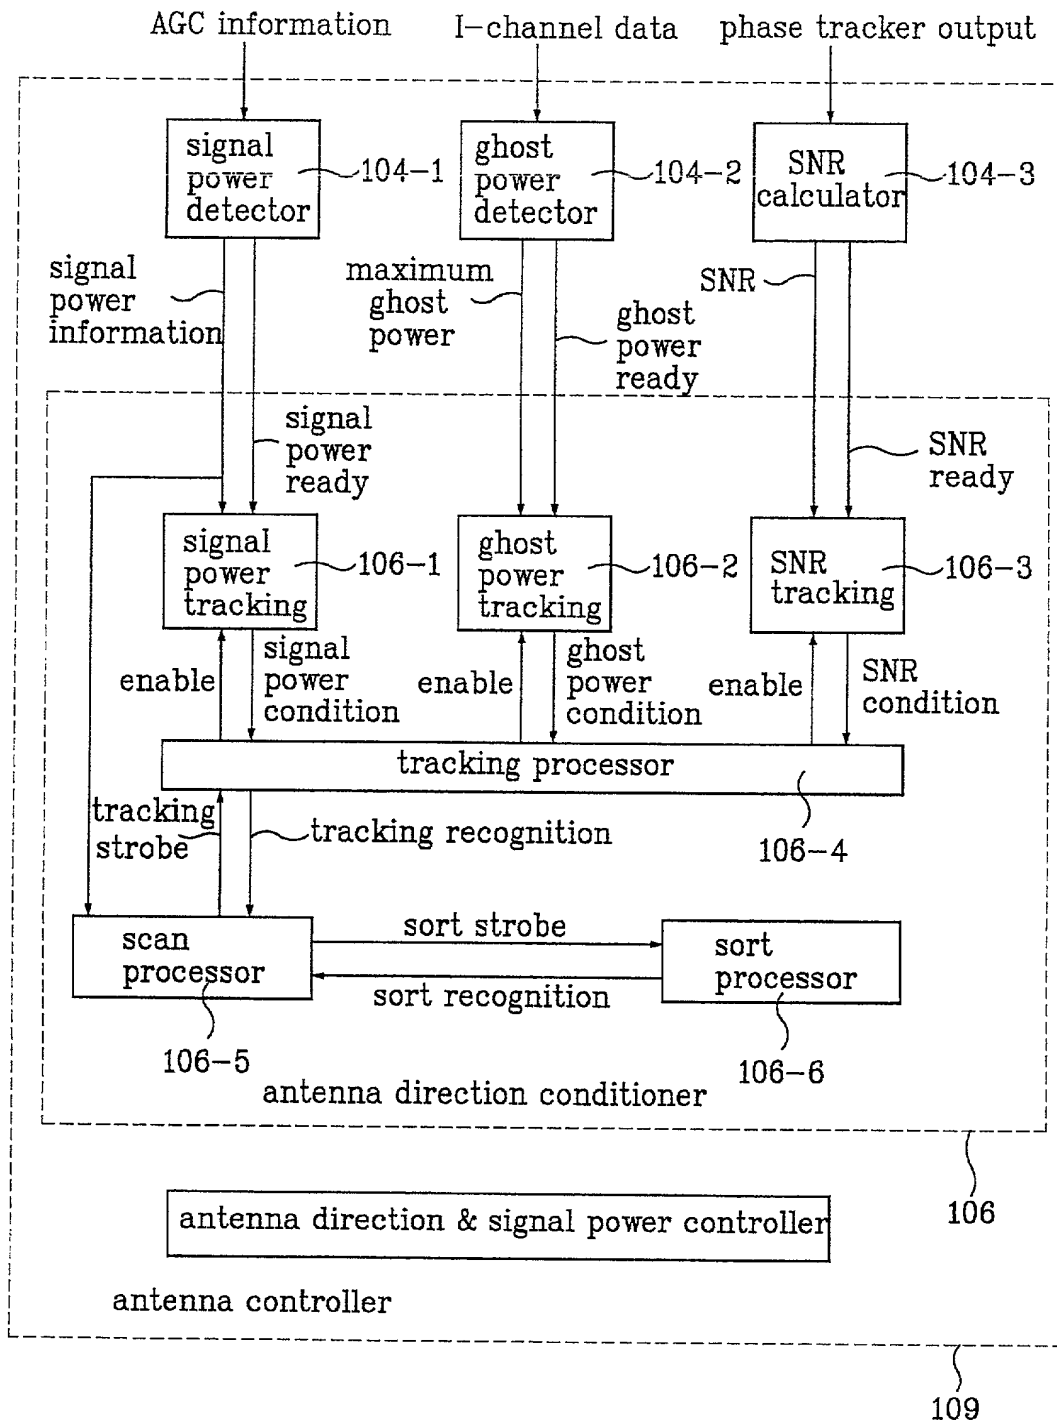 AGC information
I-channel data
phase tracker output
signal
power
detector
104-1
ghost
power
detector
104-2
SNR
calculator
104-3
signal
power
information
maximum
ghost
power
ghost
power
ready
SNR
signal
power
ready
SNR
ready
signal
power
tracking
106-1
ghost
power
tracking
106-2
SNR
tracking
106-3
enable
signal
power
condition
enable
ghost
power
condition
enable
SNR
condition
tracking processor
106-4
tracking
strobe
tracking recognition
scan
processor
106-5
sort strobe
sort recognition
sort
processor
106-6
antenna direction conditioner
106
antenna direction & signal power controller
antenna controller
109